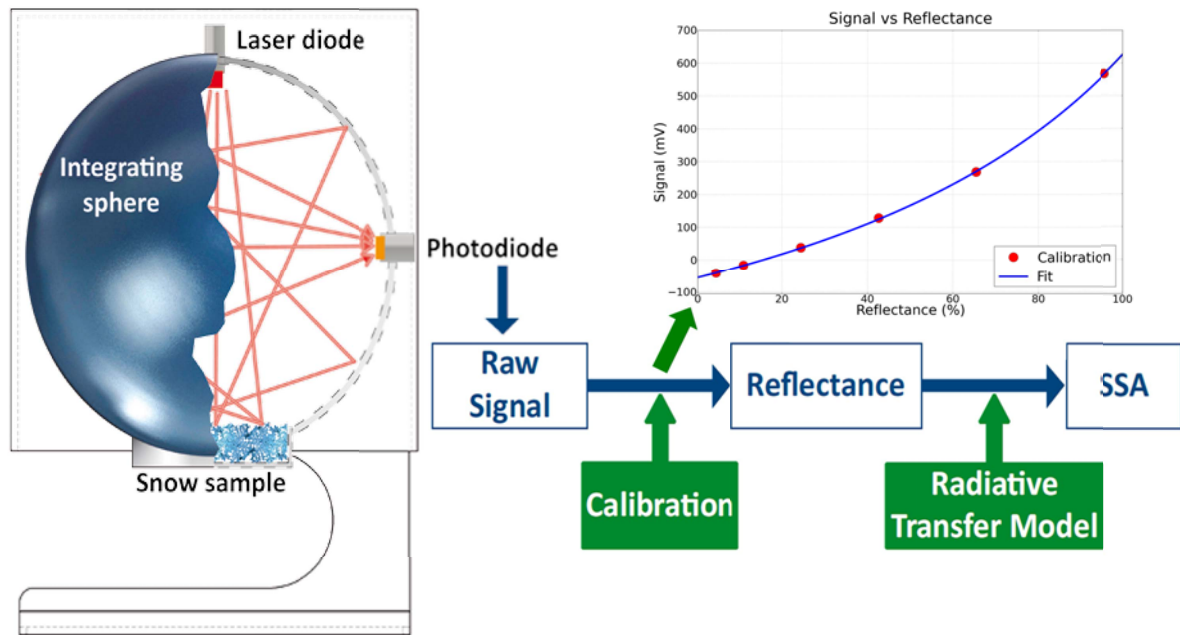 Laser diode
Integrating
sphere
Photodiode
Snow sample
Signal vs Reflectance
700
600
500
400
300
200
100
0
−100
Signal (mV)
0
20
40
60
80
100
Reflectance (%)
Calibration
Fit
Raw
Signal
Reflectance
SSA
Calibration
Radiative
Transfer Model